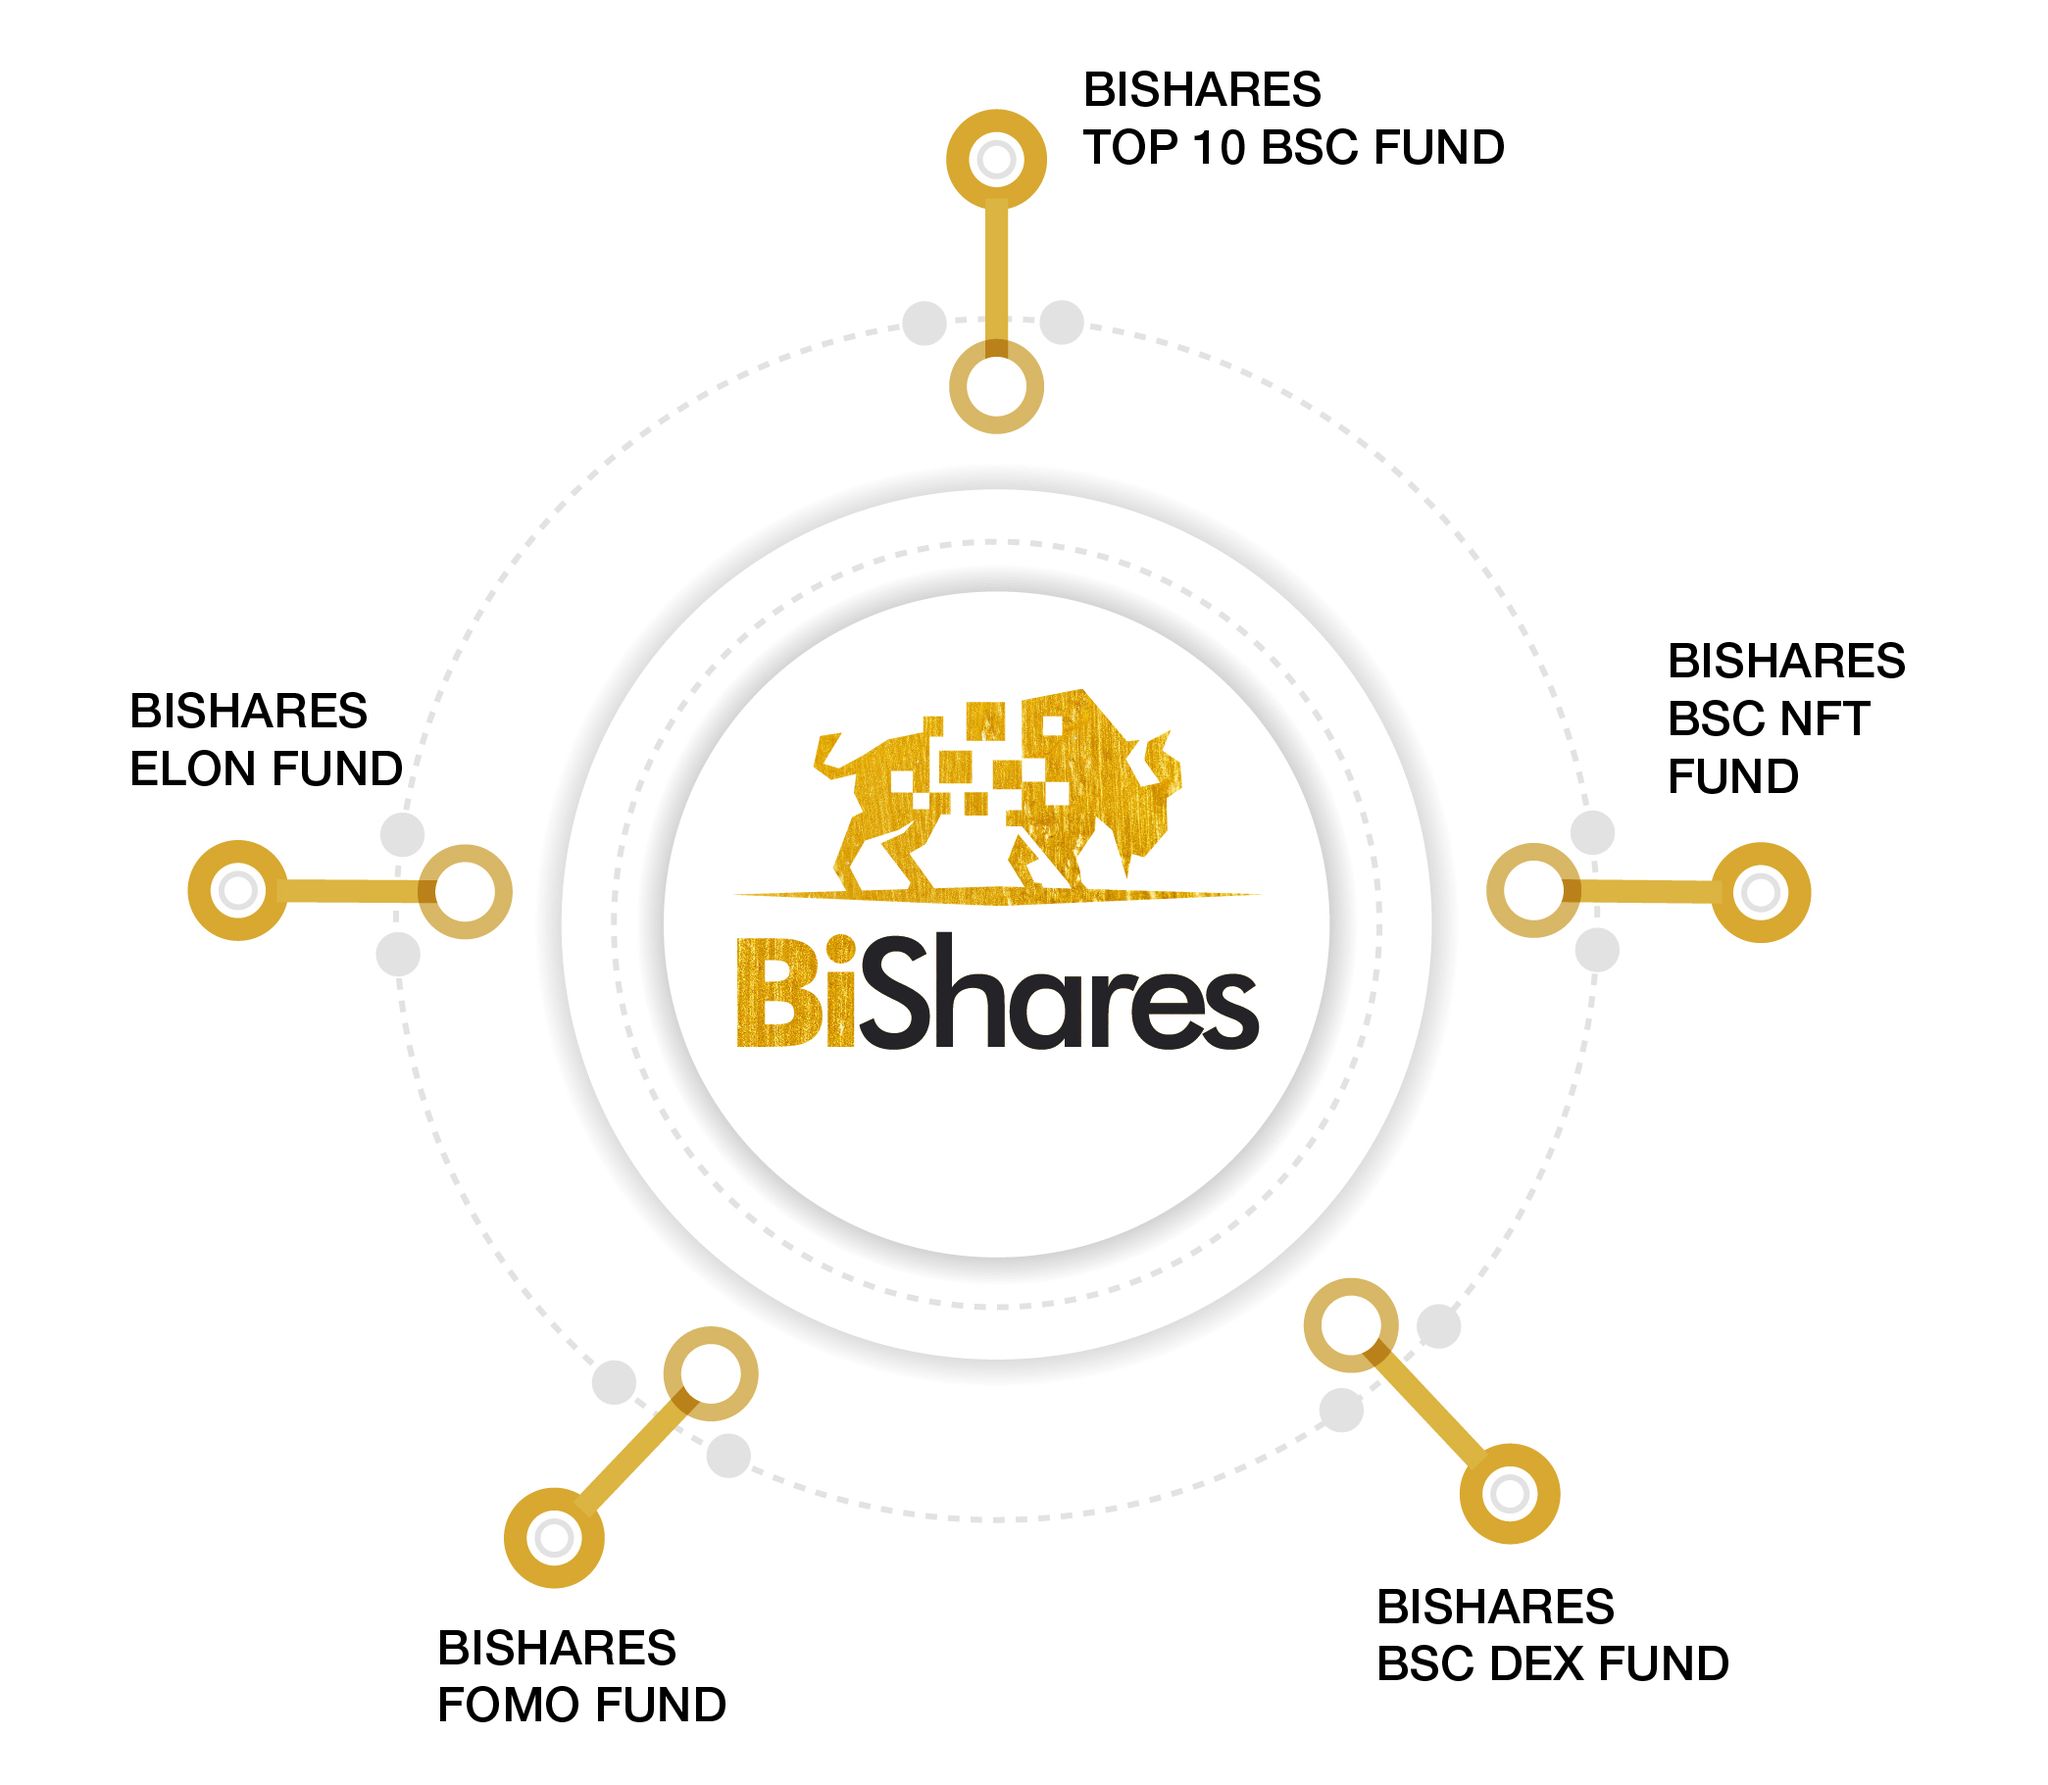 BISHARES
TOP 10 BSC FUND
BISHARES
BSC NFT
FUND
BISHARES
ELON FUND
BiShares
BISHARES
BSC DEX FUND
BISHARES
FOMO FUND